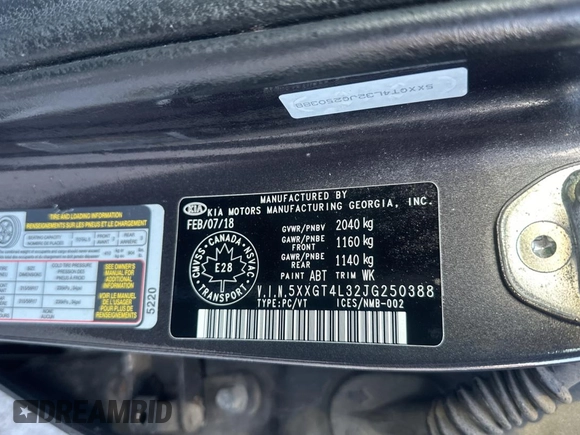 5XXGT4L32JG250388
MANUFACTURED BY
KIA KIA MOTORS MANUFACTURING GEORGIA, INC.
FEB/07/18
GVWR/PNBV 2040 kg
GAWR/PNBE FRONT 1160 kg
GAWR/PNBE REAR 1140 kg
PAINT ABT TRIM WK
CMVSS CANADA NSVAC
E28
TRANSPORT
V.I.N. 5XXGT4L32JG250388
TYPE:PC/VT ICES/NMB-002
TIRE AND LOADING INFORMATION
RENSEIGNEMENTS SUR LES PNEUS ET LE CHARGEMENT
SEE OWNER'S
MANUAL FOR
ADDITIONAL
INFORMATION
VOIR LE MANUEL
DE L'USAGER
POUR PLUS DE
RENSEIGNEMENTS
5220
DREAMBID